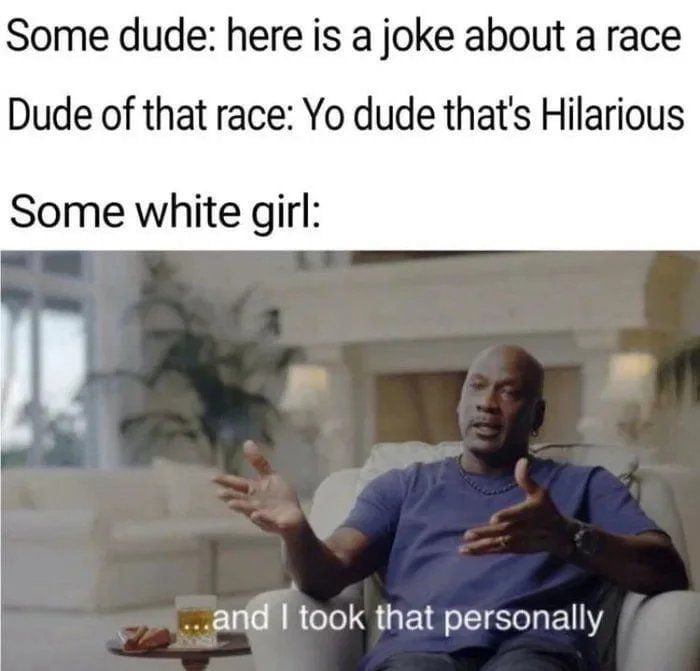 Some dude: here is a joke about a race
Dude of that race: Yo dude that's Hilarious
Some white girl:
...and I took that personally